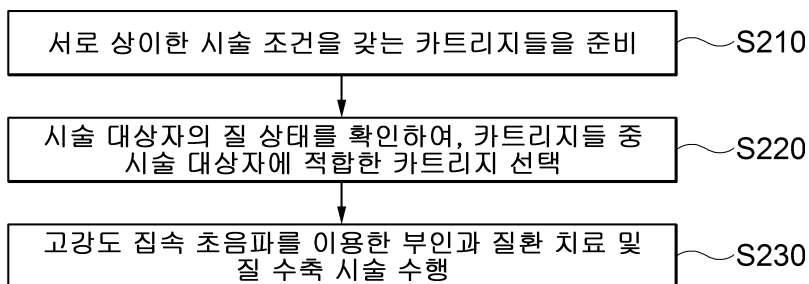 서로 상이한 시술 조건을 갖는 카트리지들을 준비
S210
시술 대상자의 질 상태를 확인하여, 카트리지들 중
시술 대상자에 적합한 카트리지 선택
S220
고강도 집속 초음파를 이용한 부인과 질환 치료 및
질 수축 시술 수행
S230